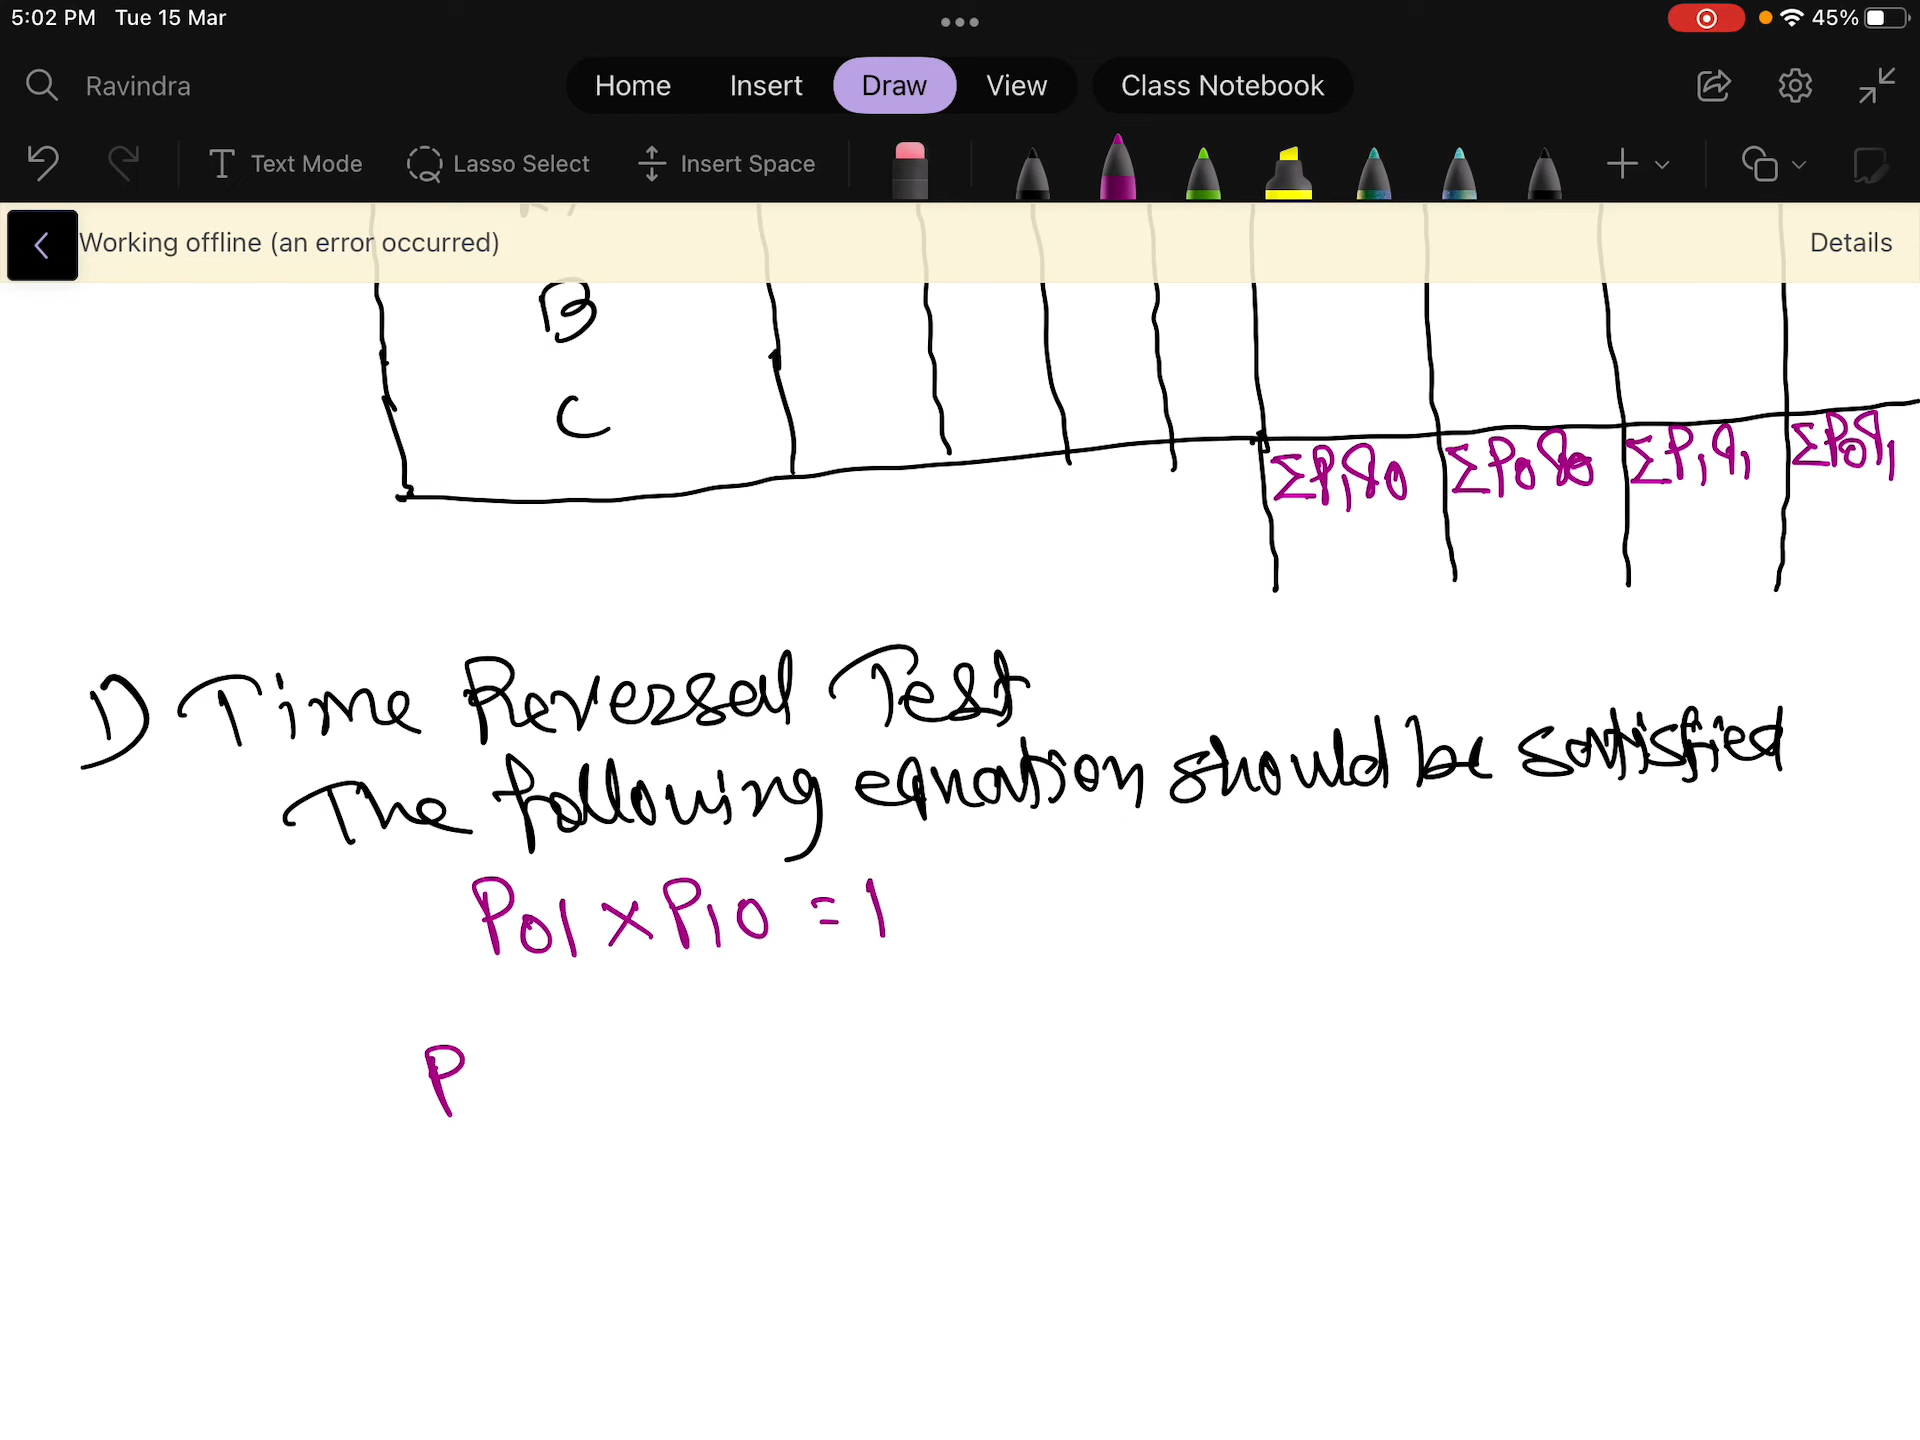 5:02 PM Tue 15 Mar
45%
Ravindra
Home Insert Draw View Class Notebook
Text Mode Lasso Select Insert Space
Working offline (an error occurred) Details
B
C
ΣP₁q₀ ΣP₀q₀ ΣP₁q₁ ΣP₀q₁
1) Time Reversal Test
The following equation should be satisfied
P₀₁ × P₁₀ = 1
P